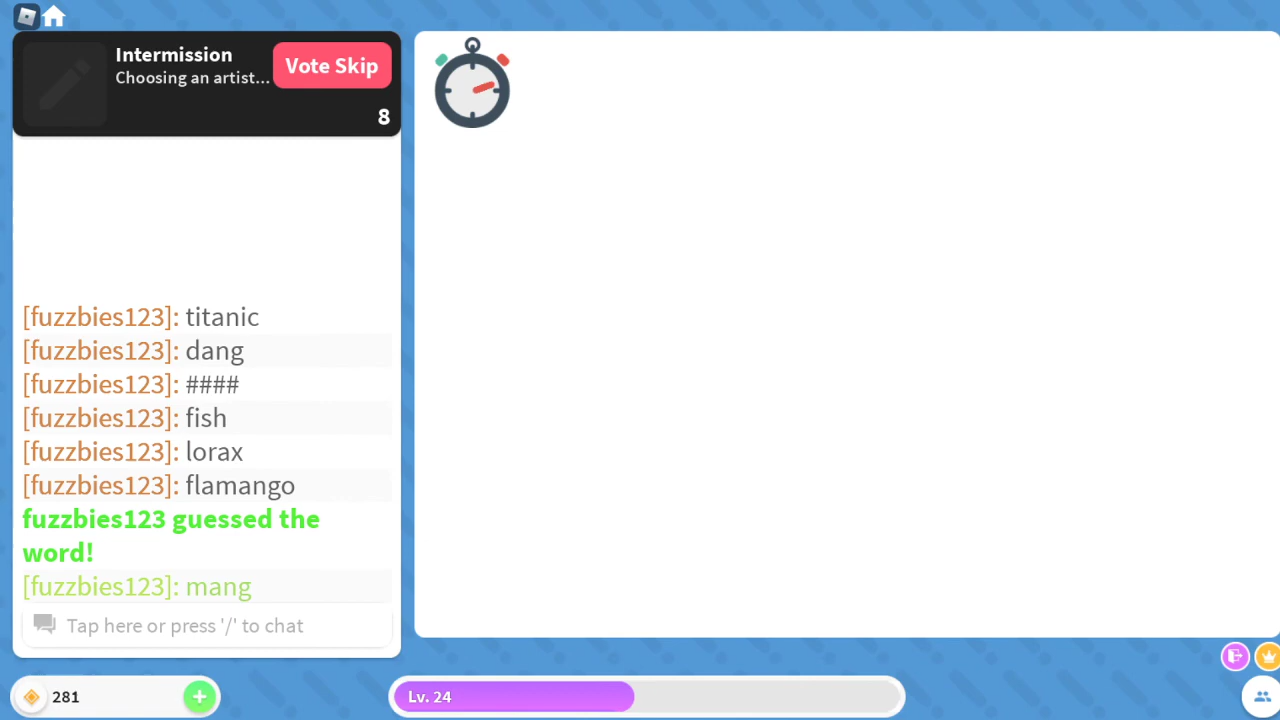 Intermission
Choosing an artist...
Vote Skip
8
[fuzzbies123]: titanic
[fuzzbies123]: dang
[fuzzbies123]: ####
[fuzzbies123]: fish
[fuzzbies123]: lorax
[fuzzbies123]: flamango
fuzzbies123 guessed the
word!
[fuzzbies123]: mang
Tap here or press '/' to chat
281
Lv. 24